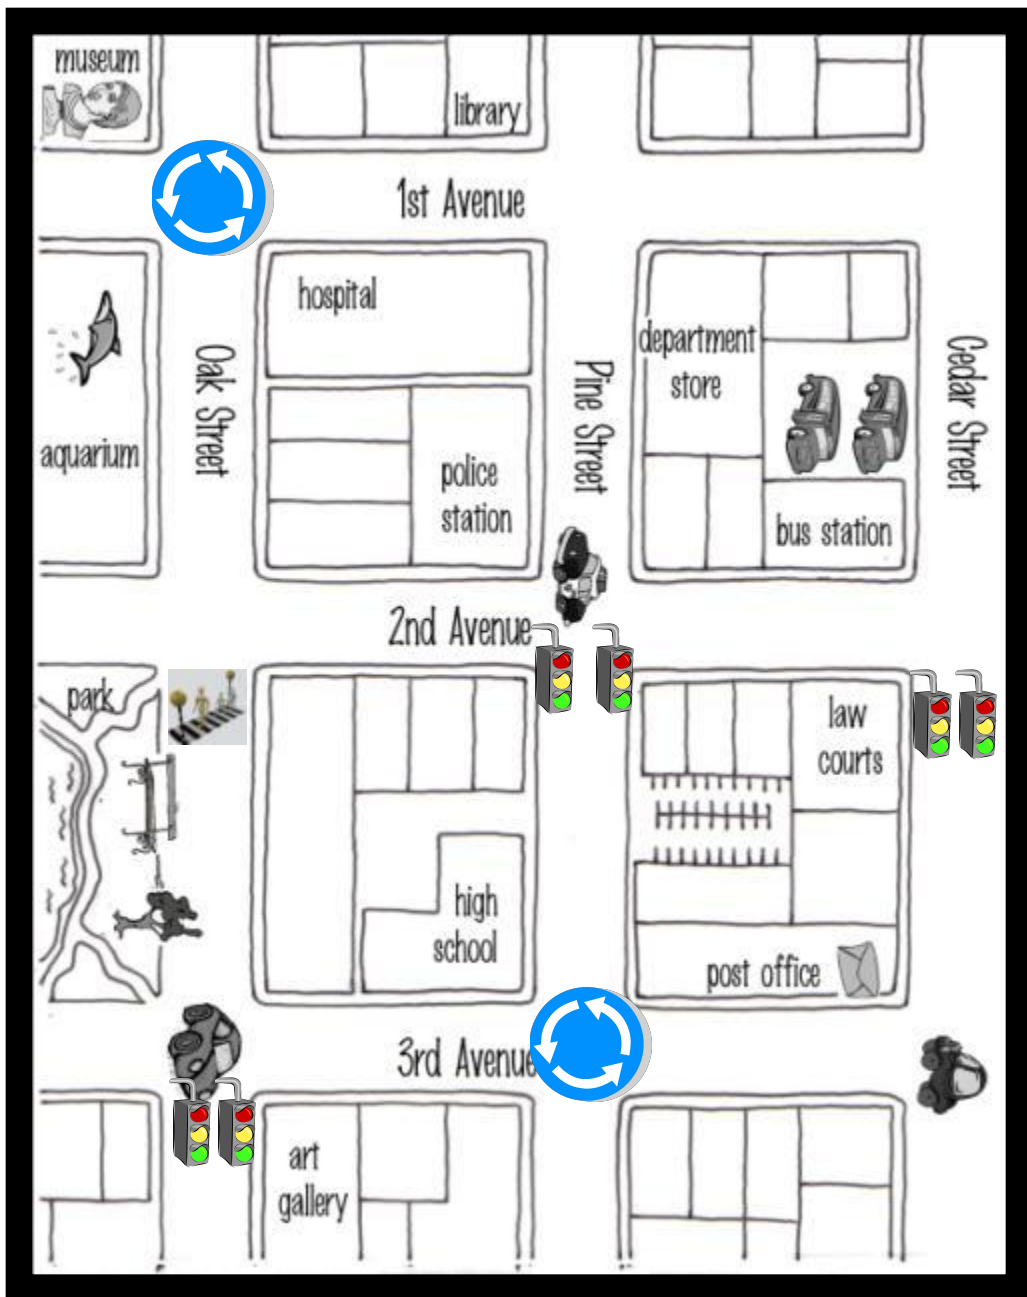 museum
library
1st Avenue
hospital
department
store
Oak Street
Pine Street
Cedar Street
aquarium
police
station
bus station
2nd Avenue
park
law
courts
high
school
post office
3rd Avenue
art
gallery